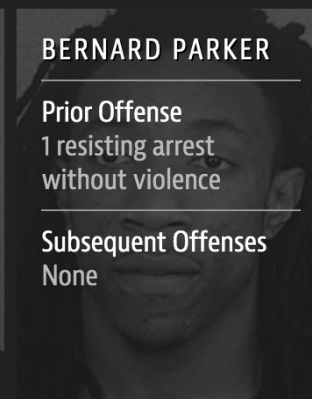 BERNARD PARKER
Prior Offense
1 resisting arrest
without violence
Subsequent Offenses
None